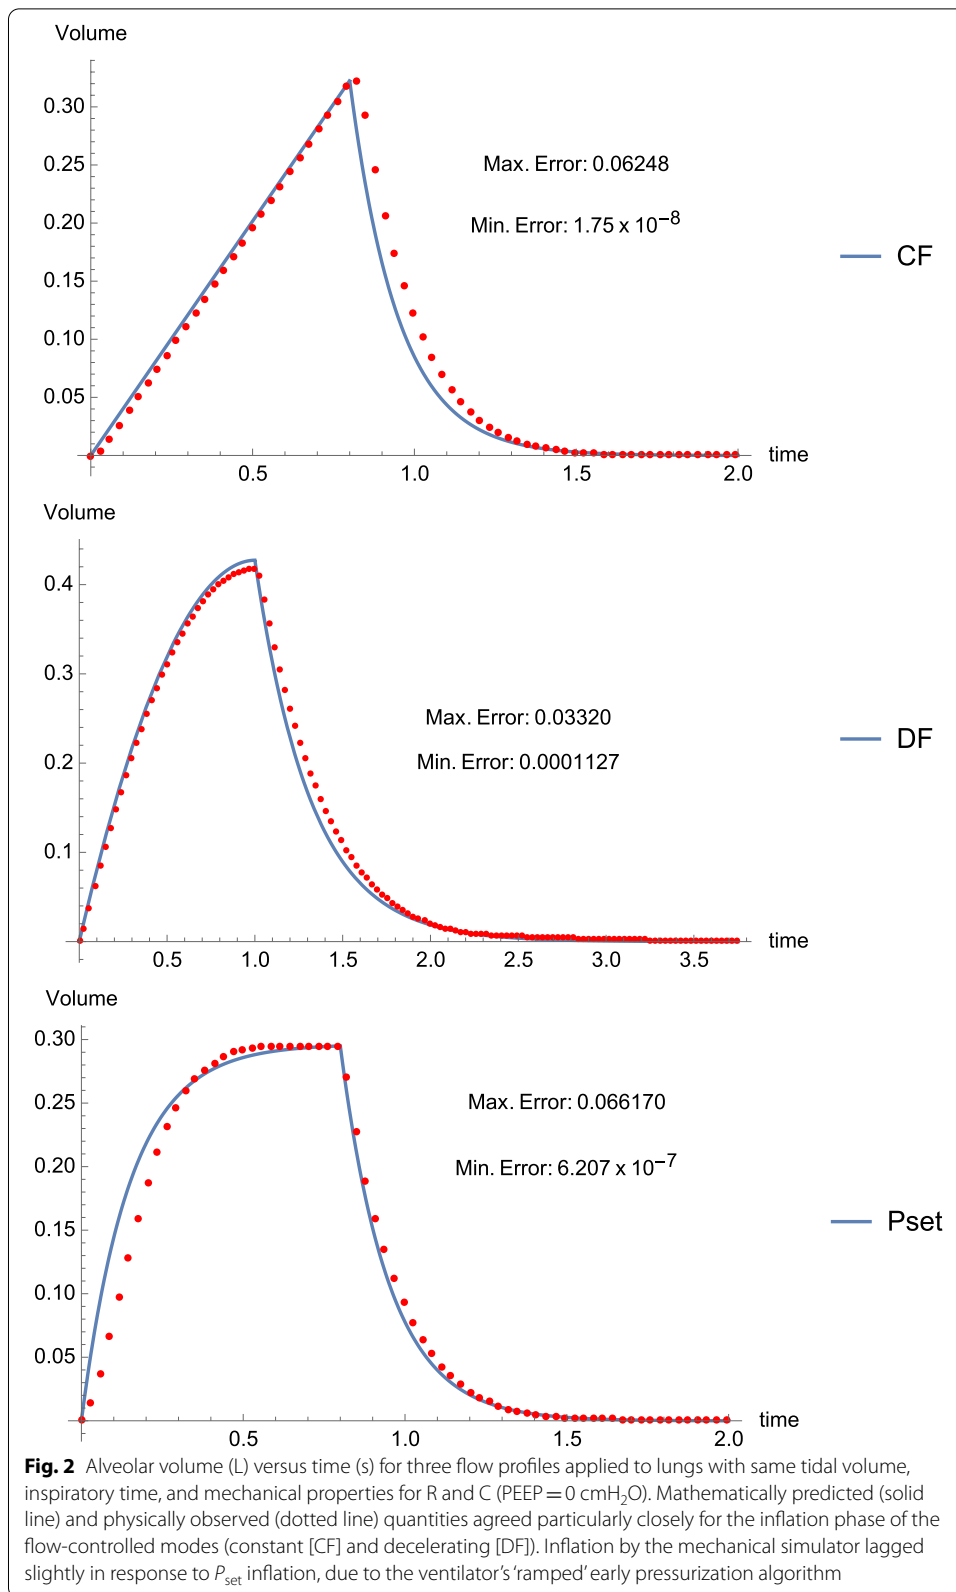 Volume
0.30
0.25
0.20
0.15
0.10
0.05
0.5
1.0
1.5
2.0
time
Max. Error: 0.06248
Min. Error: 1.75 x 10−8
CF
Volume
0.4
0.3
0.2
0.1
0.5
1.0
1.5
2.0
2.5
3.0
3.5
time
Max. Error: 0.03320
Min. Error: 0.0001127
DF
Volume
0.30
0.25
0.20
0.15
0.10
0.05
0.5
1.0
1.5
2.0
time
Max. Error: 0.066170
Min. Error: 6.207 x 10−7
Pset
Fig. 2 Alveolar volume (L) versus time (s) for three flow profiles applied to lungs with same tidal volume,
inspiratory time, and mechanical properties for R and C (PEEP = 0 cmH2O). Mathematically predicted (solid
line) and physically observed (dotted line) quantities agreed particularly closely for the inflation phase of the
flow-controlled modes (constant [CF] and decelerating [DF]). Inflation by the mechanical simulator lagged
slightly in response to Pset inflation, due to the ventilator's 'ramped' early pressurization algorithm